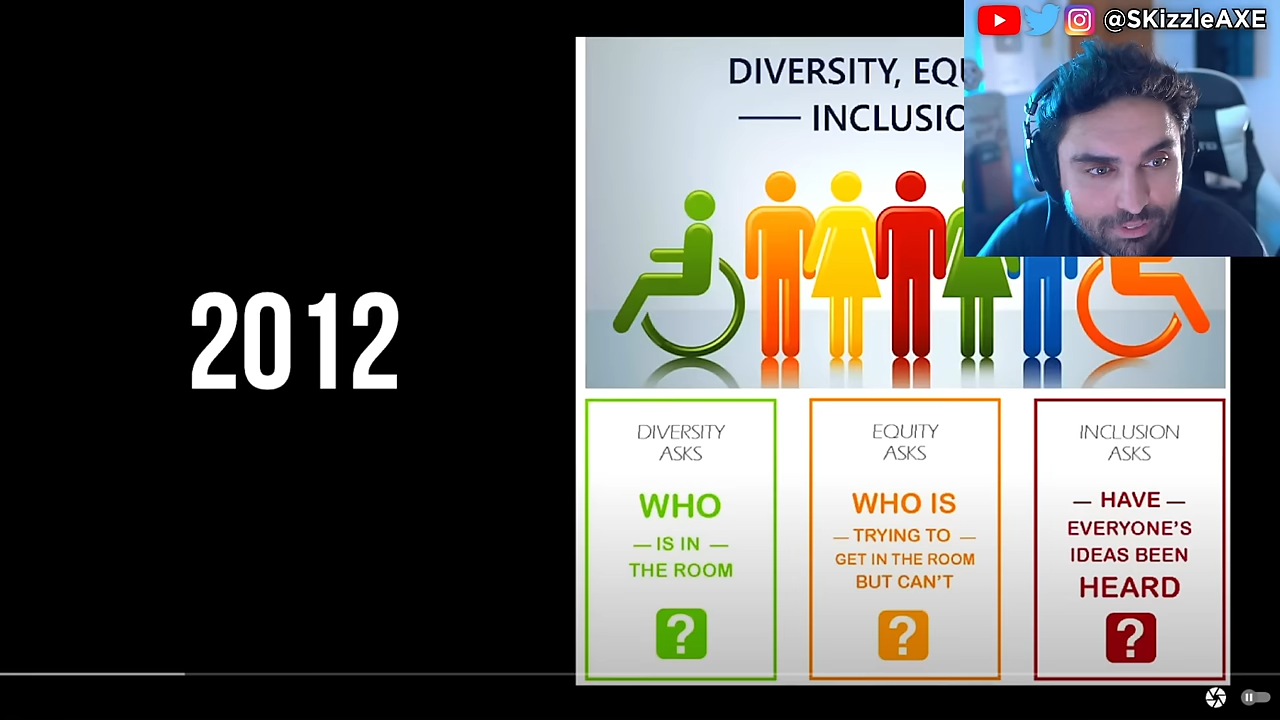 @SKizzleAXE
DIVERSITY,
INCLUSIO
2012
DIVERSITY
ASKS
WHO
IS IN
THE ROOM
?
EQUITY
ASKS
WHO IS
TRYING TO
GET IN THE ROOM
BUT CAN'T
?
INCLUSION
ASKS
HAVE
EVERYONE'S
IDEAS BEEN
HEARD
?